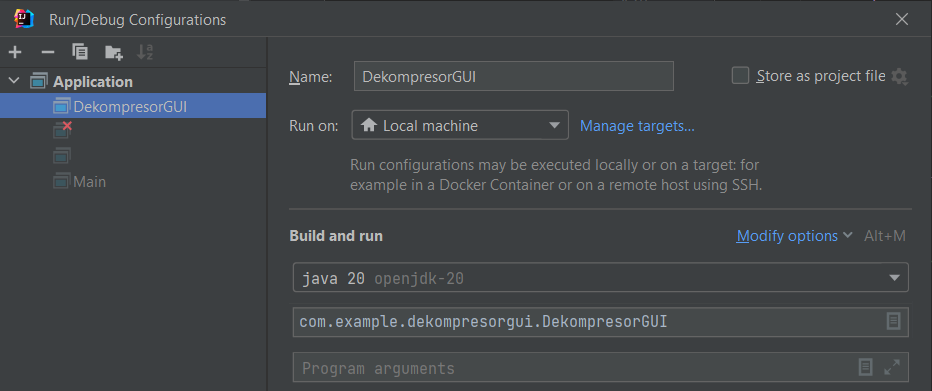 Run/Debug Configurations
Application
DekompresorGUI
Main
Name: DekompresorGUI Store as project file
Run on: Local machine Manage targets...
Run configurations may be executed locally or on a target: for
example in a Docker Container or on a remote host using SSH.
Build and run Modify options Alt+M
java 20 openjdk-20
com.example.dekompresorgui.DekompresorGUI
Program arguments